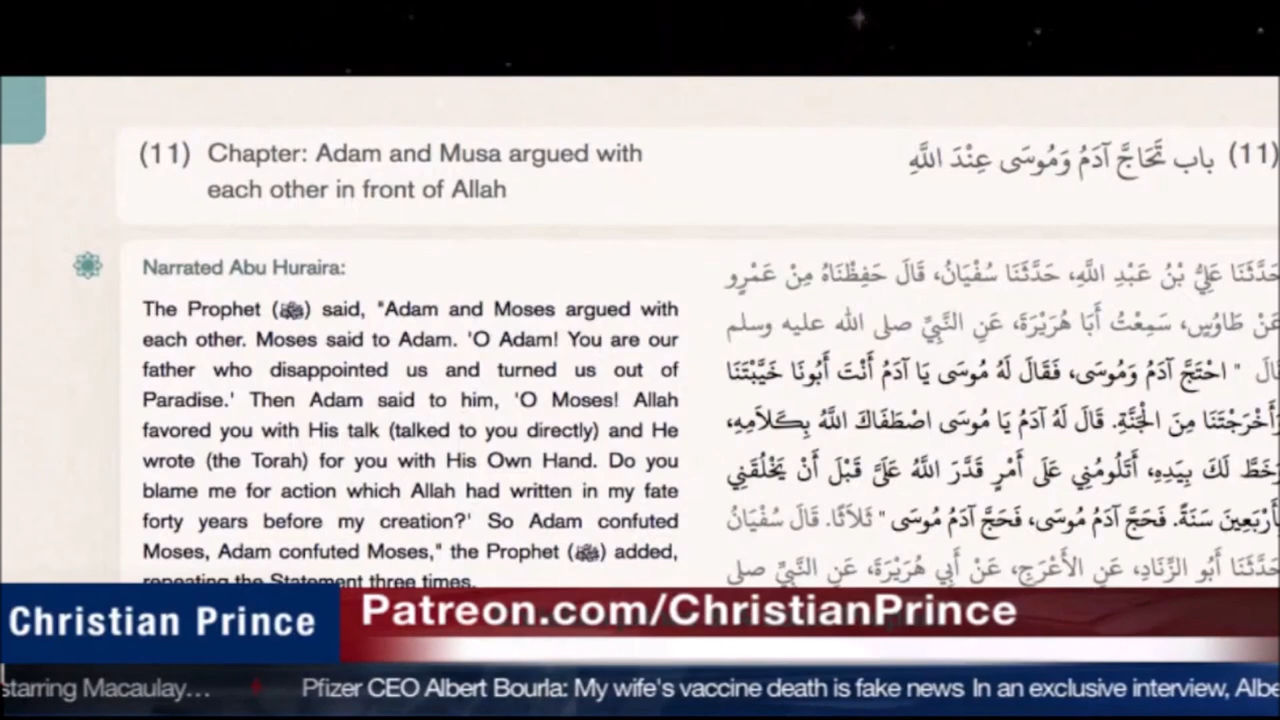 (11) Chapter: Adam and Musa argued with
each other in front of Allah
(11) باب تَحَاجَّ آدَمُ وَمُوسَى عِنْدَ اللَّهِ
Narrated Abu Huraira:
The Prophet (ﷺ) said, "Adam and Moses argued with
each other. Moses said to Adam. 'O Adam! You are our
father who disappointed us and turned us out of
Paradise.' Then Adam said to him, 'O Moses! Allah
favored you with His talk (talked to you directly) and He
wrote (the Torah) for you with His Own Hand. Do you
blame me for action which Allah had written in my fate
forty years before my creation?' So Adam confuted
Moses, Adam confuted Moses," the Prophet (ﷺ) added,
repeating the Statement three times.
حَدَّثَنَا عَلِيُّ بْنُ عَبْدِ اللَّهِ، حَدَّثَنَا سُفْيَانُ، قَالَ حَفِظْنَاهُ مِنْ عَمْرٍو
عَنْ طَاوُسٍ، سَمِعْتُ أَبَا هُرَيْرَةَ، عَنِ النَّبِيِّ صلى الله عليه وسلم
قَالَ " احْتَجَّ آدَمُ وَمُوسَى، فَقَالَ لَهُ مُوسَى يَا آدَمُ أَنْتَ أَبُونَا خَيَّبْتَنَا
وَأَخْرَجْتَنَا مِنَ الْجَنَّةِ. قَالَ لَهُ آدَمُ يَا مُوسَى اصْطَفَاكَ اللَّهُ بِكَلاَمِهِ،
وَخَطَّ لَكَ بِيَدِهِ، أَتَلُومُنِي عَلَى أَمْرٍ قَدَّرَ اللَّهُ عَلَىَّ قَبْلَ أَنْ يَخْلُقَنِي
بِأَرْبَعِينَ سَنَةً. فَحَجَّ آدَمُ مُوسَى، فَحَجَّ آدَمُ مُوسَى " ثَلاَثًا. قَالَ سُفْيَانُ
حَدَّثَنَا أَبُو الزِّنَادِ، عَنِ الأَعْرَجِ، عَنْ أَبِي هُرَيْرَةَ، عَنِ النَّبِيِّ صلى
Christian Prince
Patreon.com/ChristianPrince
starring Macaulay... Pfizer CEO Albert Bourla: My wife's vaccine death is fake news In an exclusive interview, Albe